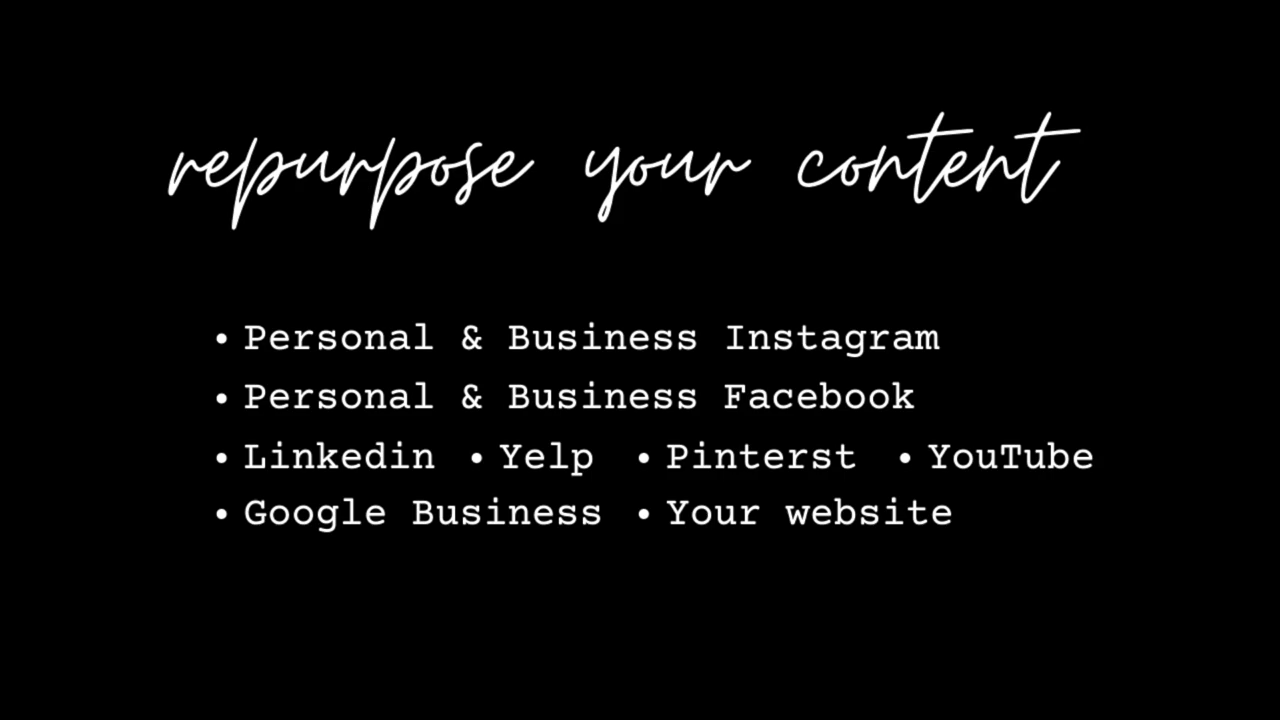 repurpose your content
• Personal & Business Instagram
• Personal & Business Facebook
• Linkedin • Yelp • Pinterst • YouTube
• Google Business • Your website